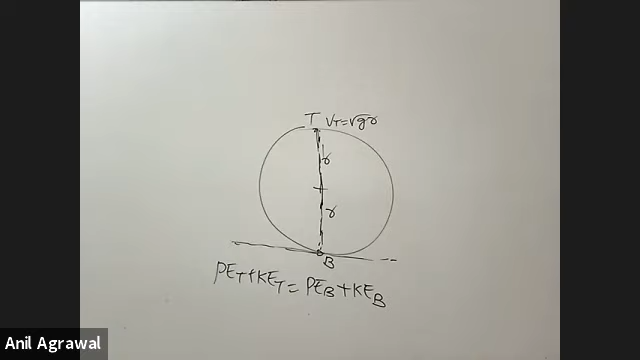 T VT=√gr
r
r
B
PET+KET=PEB+KEB
Anil Agrawal